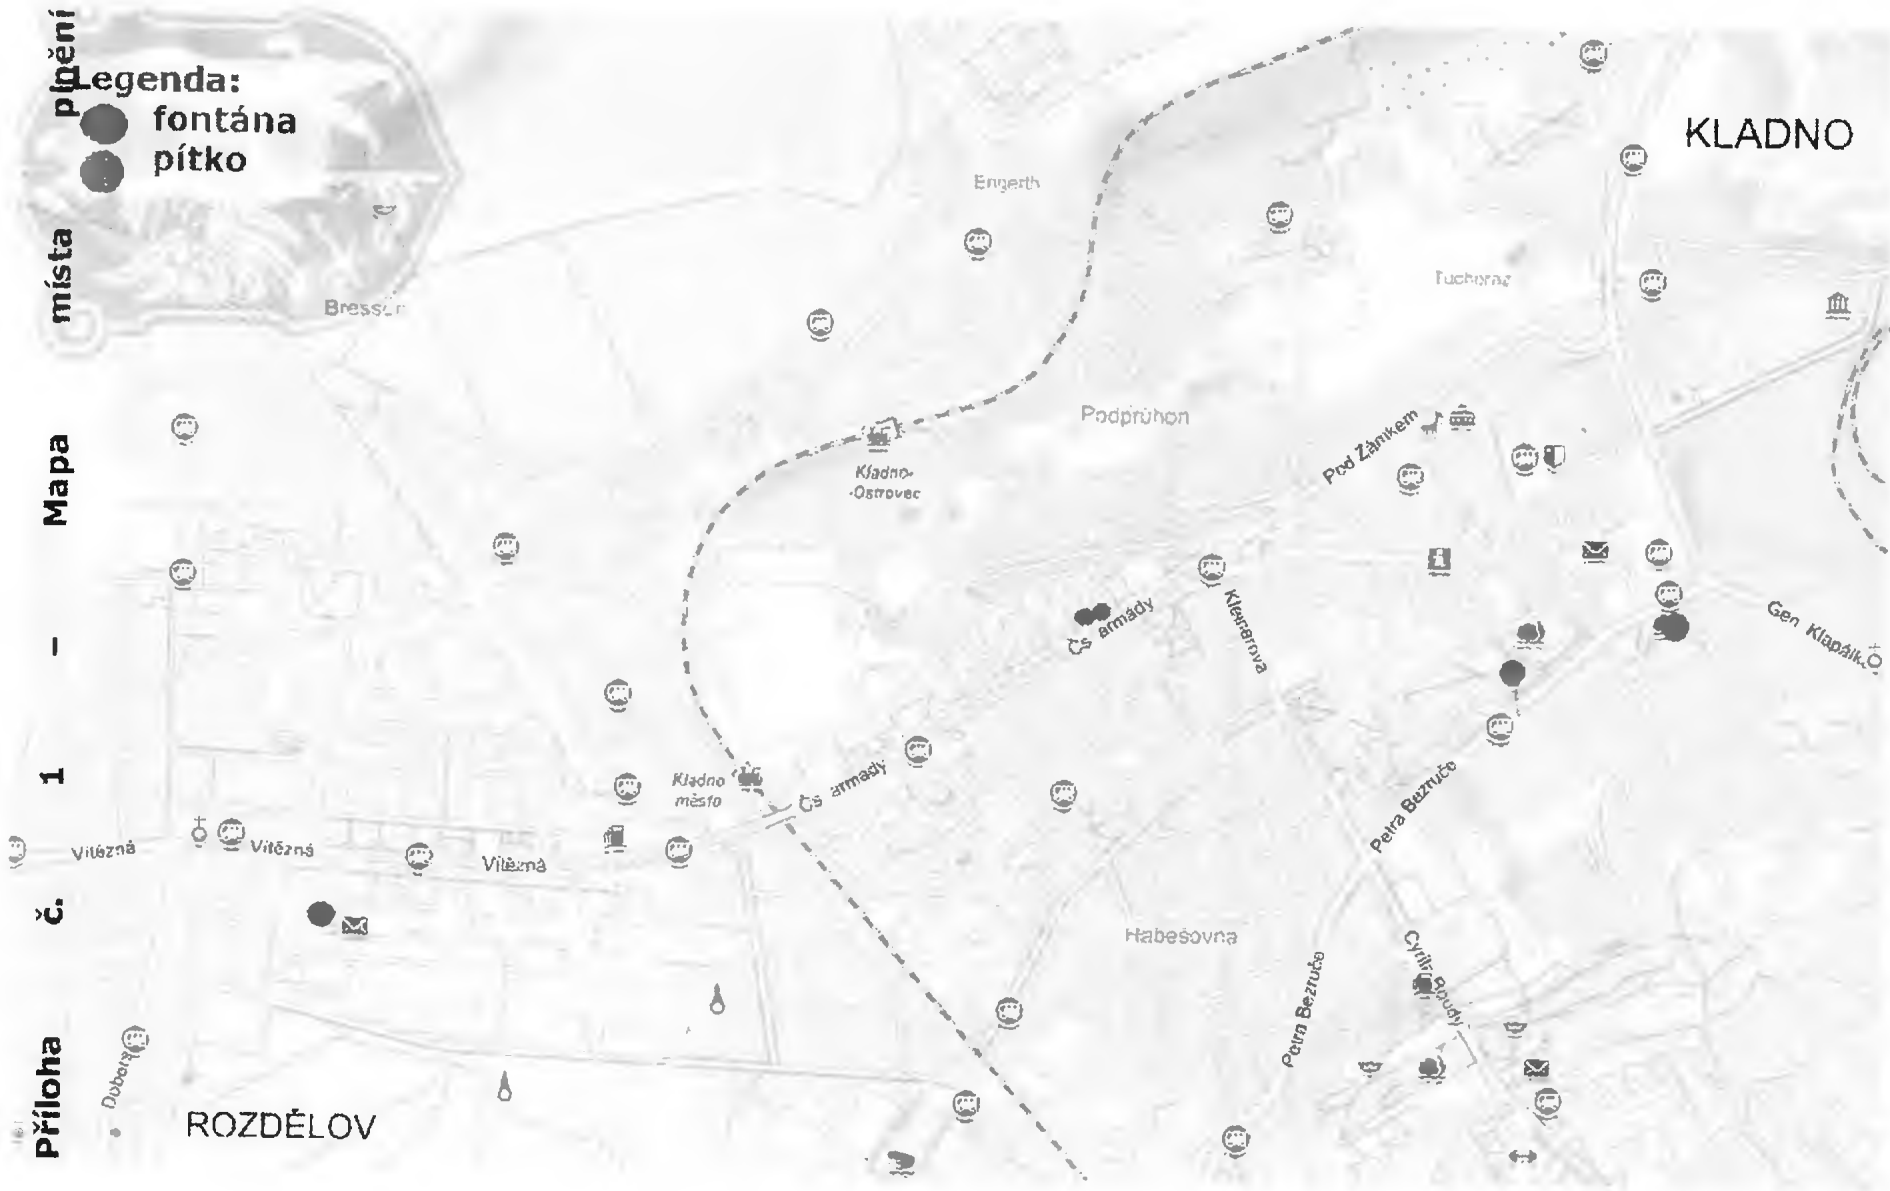 Příloha č. 1 – Mapa místa plnění
Legenda:
fontána
pítko
KLADNO
Engerth
Tuchoraz
Podprůhon
Pod Zámkem
Kladno-
-Ostrovec
Čs armády
Kleinerova
Gen Klapálka
Kladno
město
Čs armády
Petra Bezruče
Vítězná
Vítězná
Vítězná
Habešovna
Petra Bezruče
Cyrila Boudy
ROZDĚLOV